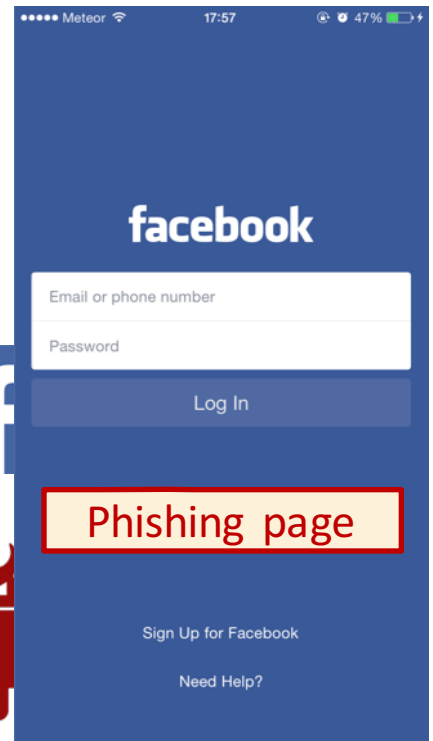 Meteor 17:57 47%
facebook
Email or phone number
Password
Log In
Phishing page
Sign Up for Facebook
Need Help?